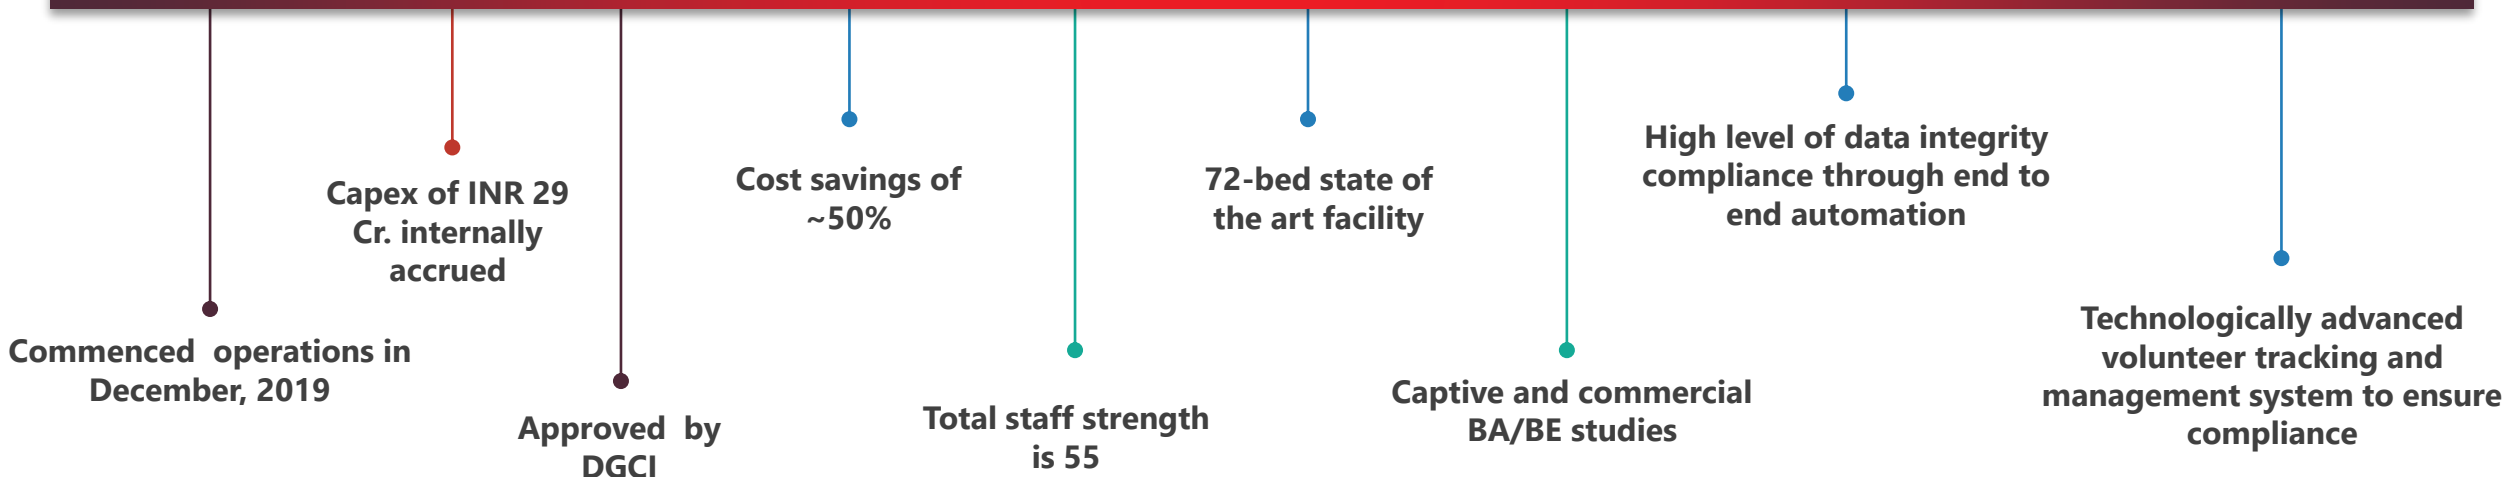 Commenced  operations in
December, 2019
Capex of INR 29
Cr. internally
accrued
Approved  by
DGCI
Cost savings of
~50%
Total staff strength
is 55
72-bed state of
the art facility
Captive and commercial
BA/BE studies
High level of data integrity
compliance through end to
end automation
Technologically advanced
volunteer tracking and
management system to ensure
compliance